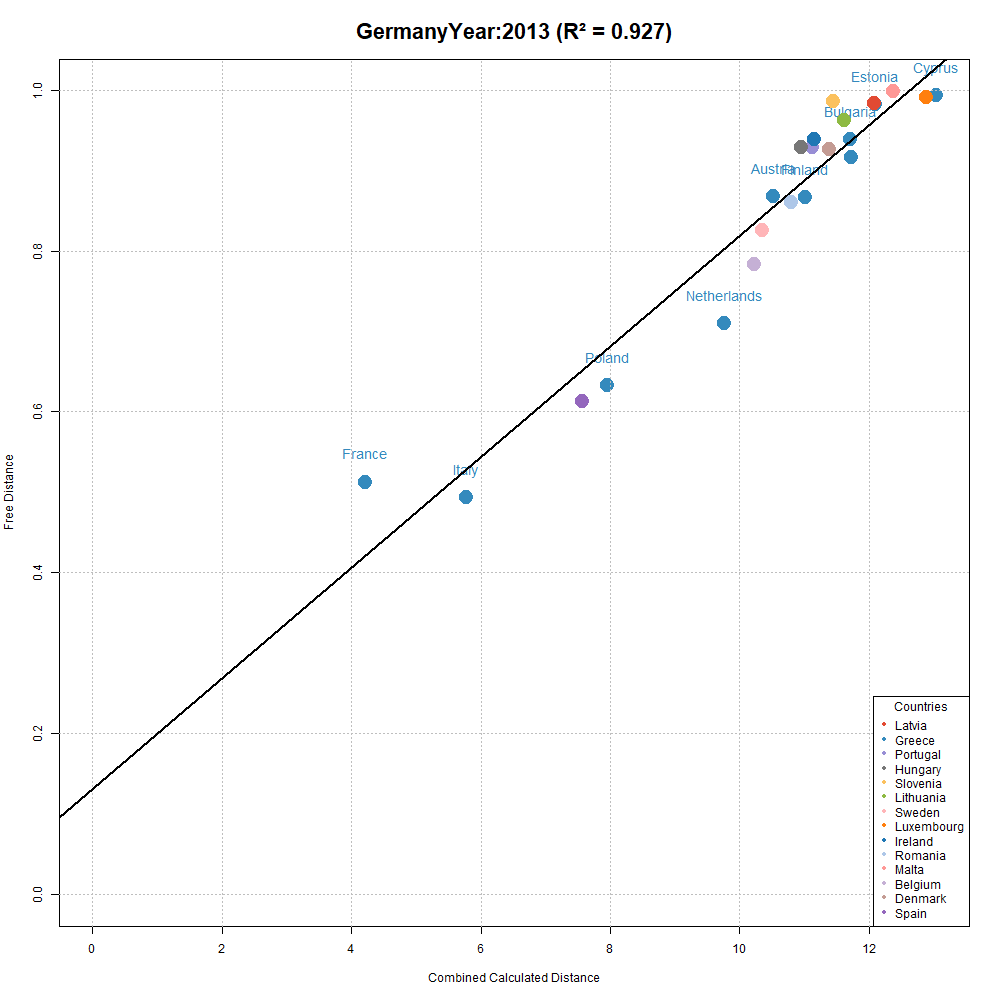 GermanyYear:2013 (R² = 0.927)
Cyprus
Estonia
Bulgaria
Austria
Finland
Netherlands
Poland
France
Italy
1.0
0.8
0.6
0.4
0.2
0.0
Free Distance
0 2 4 6 8 10 12
Combined Calculated Distance
Countries
Latvia
Greece
Portugal
Hungary
Slovenia
Lithuania
Sweden
Luxembourg
Ireland
Romania
Malta
Belgium
Denmark
Spain